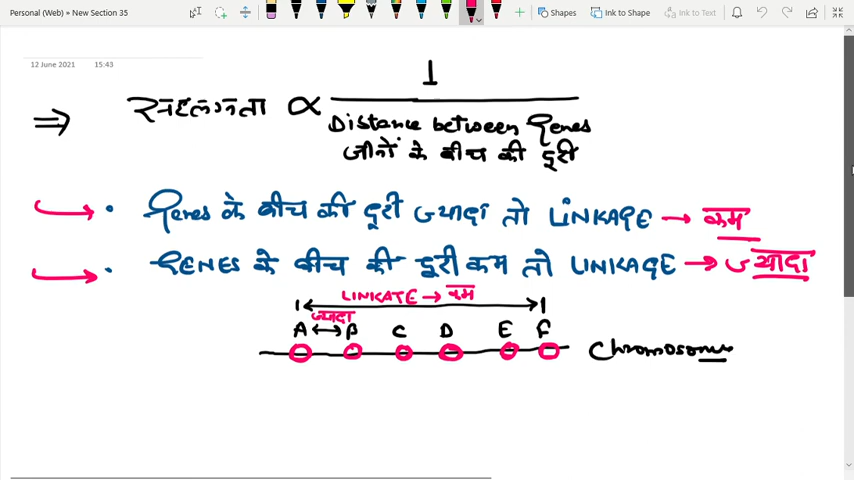 Personal (Web) » New Section 35
Shapes
Ink to Shape
Ink to Text
12 June 2021 15:43
⇒ सहलग्नता ∝ 1
Distance between Genes
जीनों के बीच की दूरी
• Genes के बीच की दूरी ज्यादा तो LINKAGE → कम
• GENES के बीच की दूरी कम तो LINKAGE → ज्यादा
LINKATE → कम
ज्यादा
A ↔ B C D E F
Chromosome